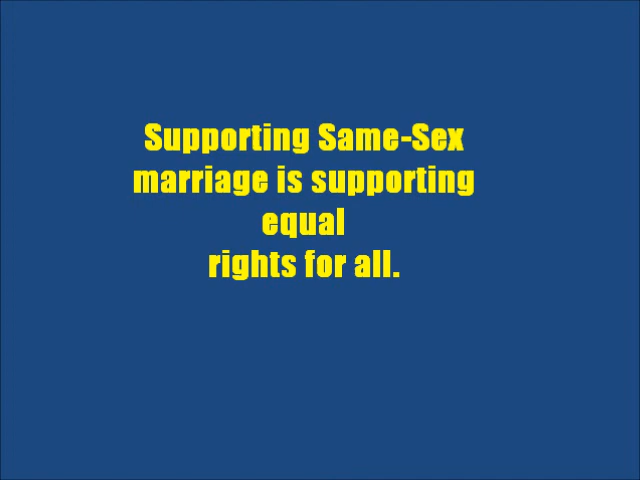 Supporting Same-Sex
marriage is supporting
equal
rights for all.